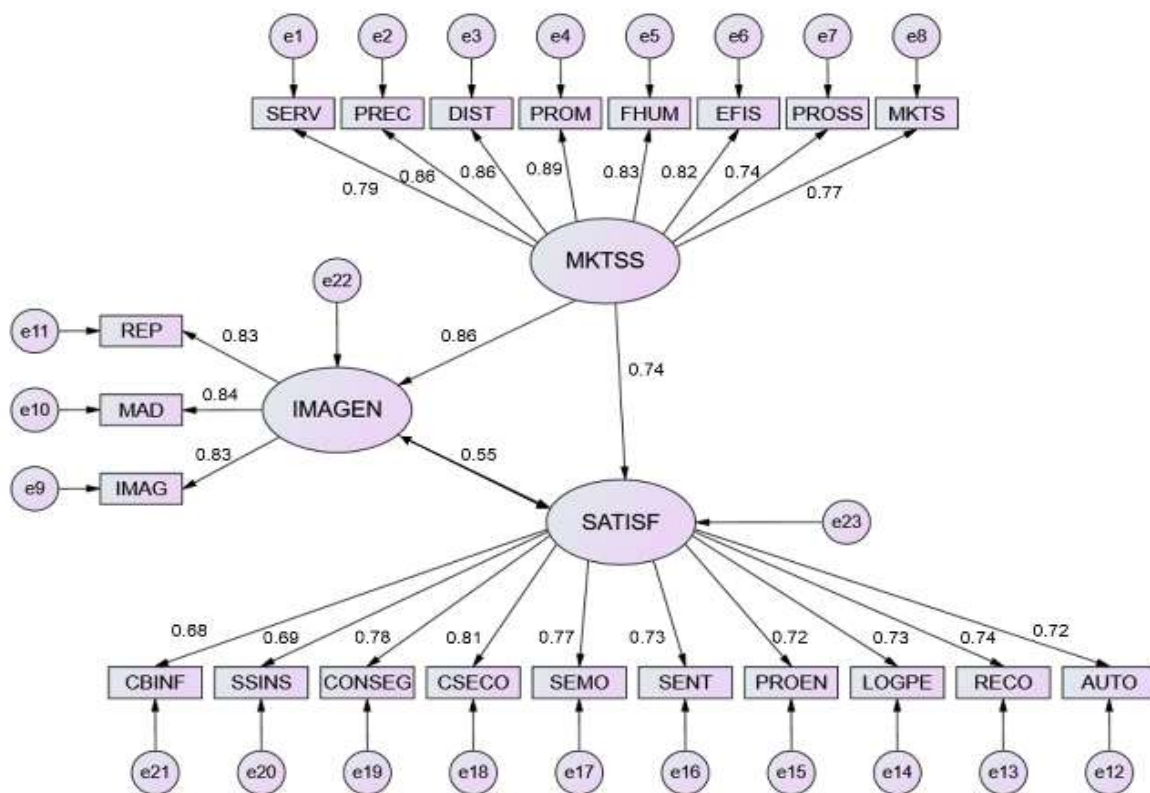 e1 e2 e3 e4 e5 e6 e7 e8
SERV PREC DIST PROM FHUM EFIS PROSS MKTS
0.79 0.86 0.86 0.89 0.83 0.82 0.74 0.77
MKTSS
e22
e11 REP 0.83 0.86
0.74
e10 MAD 0.84 IMAGEN
0.83 0.55
e9 IMAG
SATISF e23
0.68 0.69 0.78 0.81 0.77 0.73 0.72 0.73 0.74 0.72
CBINF SSINS CONSEG CSECO SEMO SENT PROEN LOGPE RECO AUTO
e21 e20 e19 e18 e17 e16 e15 e14 e13 e12